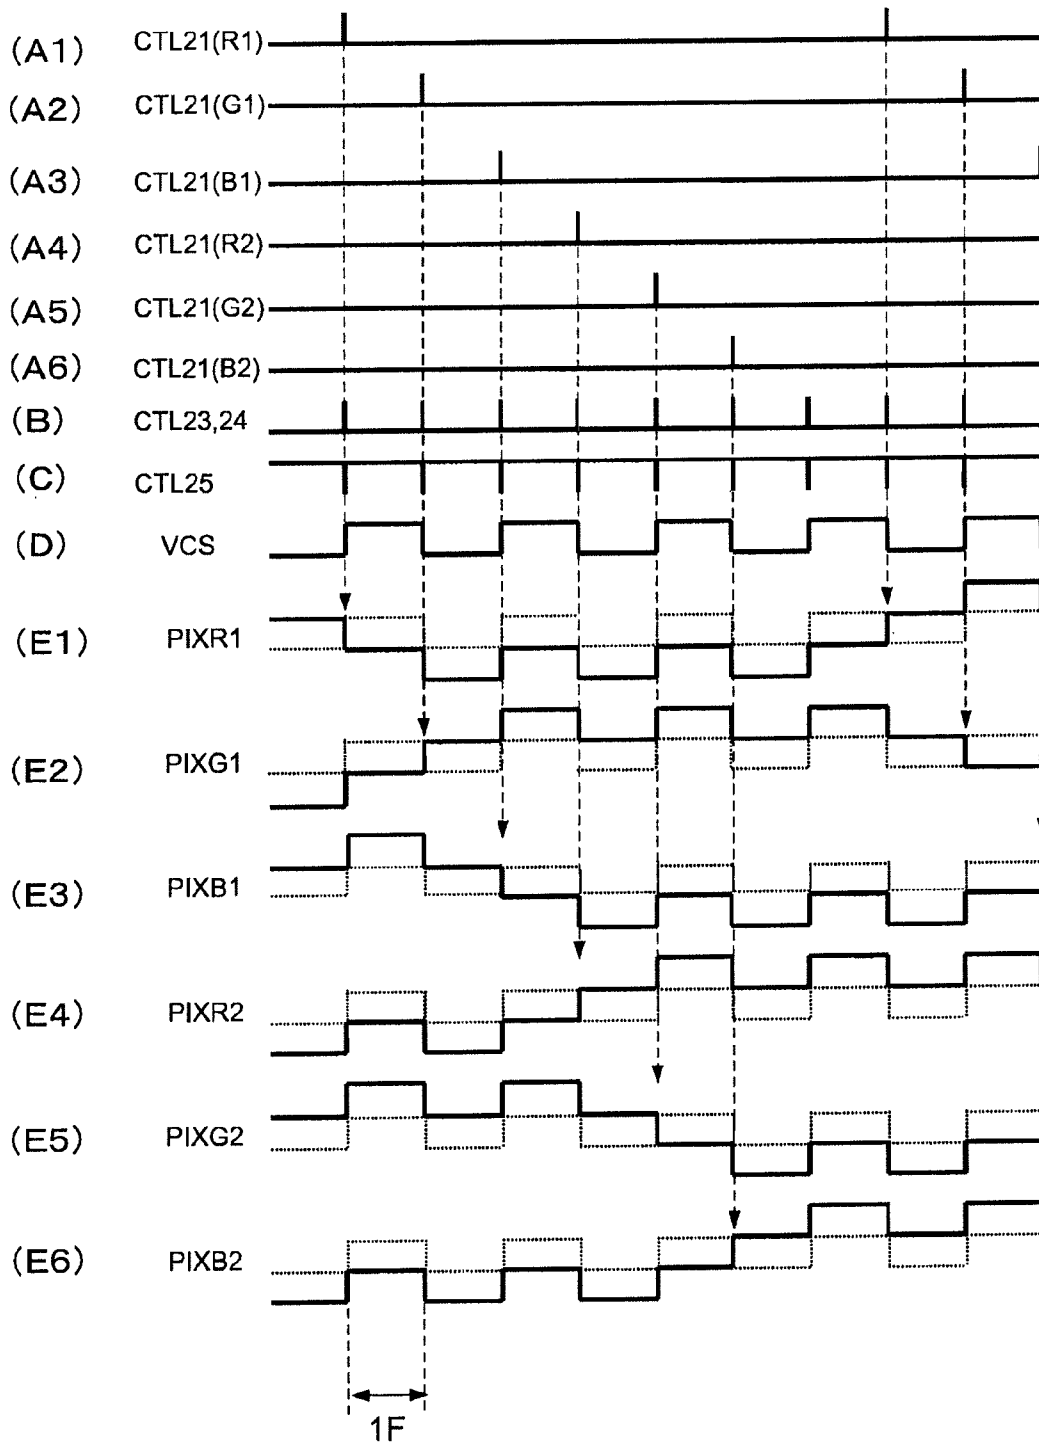 (A1) CTL21(R1)
(A2) CTL21(G1)
(A3) CTL21(B1)
(A4) CTL21(R2)
(A5) CTL21(G2)
(A6) CTL21(B2)
(B) CTL23,24
(C) CTL25
(D) VCS
(E1) PIXR1
(E2) PIXG1
(E3) PIXB1
(E4) PIXR2
(E5) PIXG2
(E6) PIXB2
1F